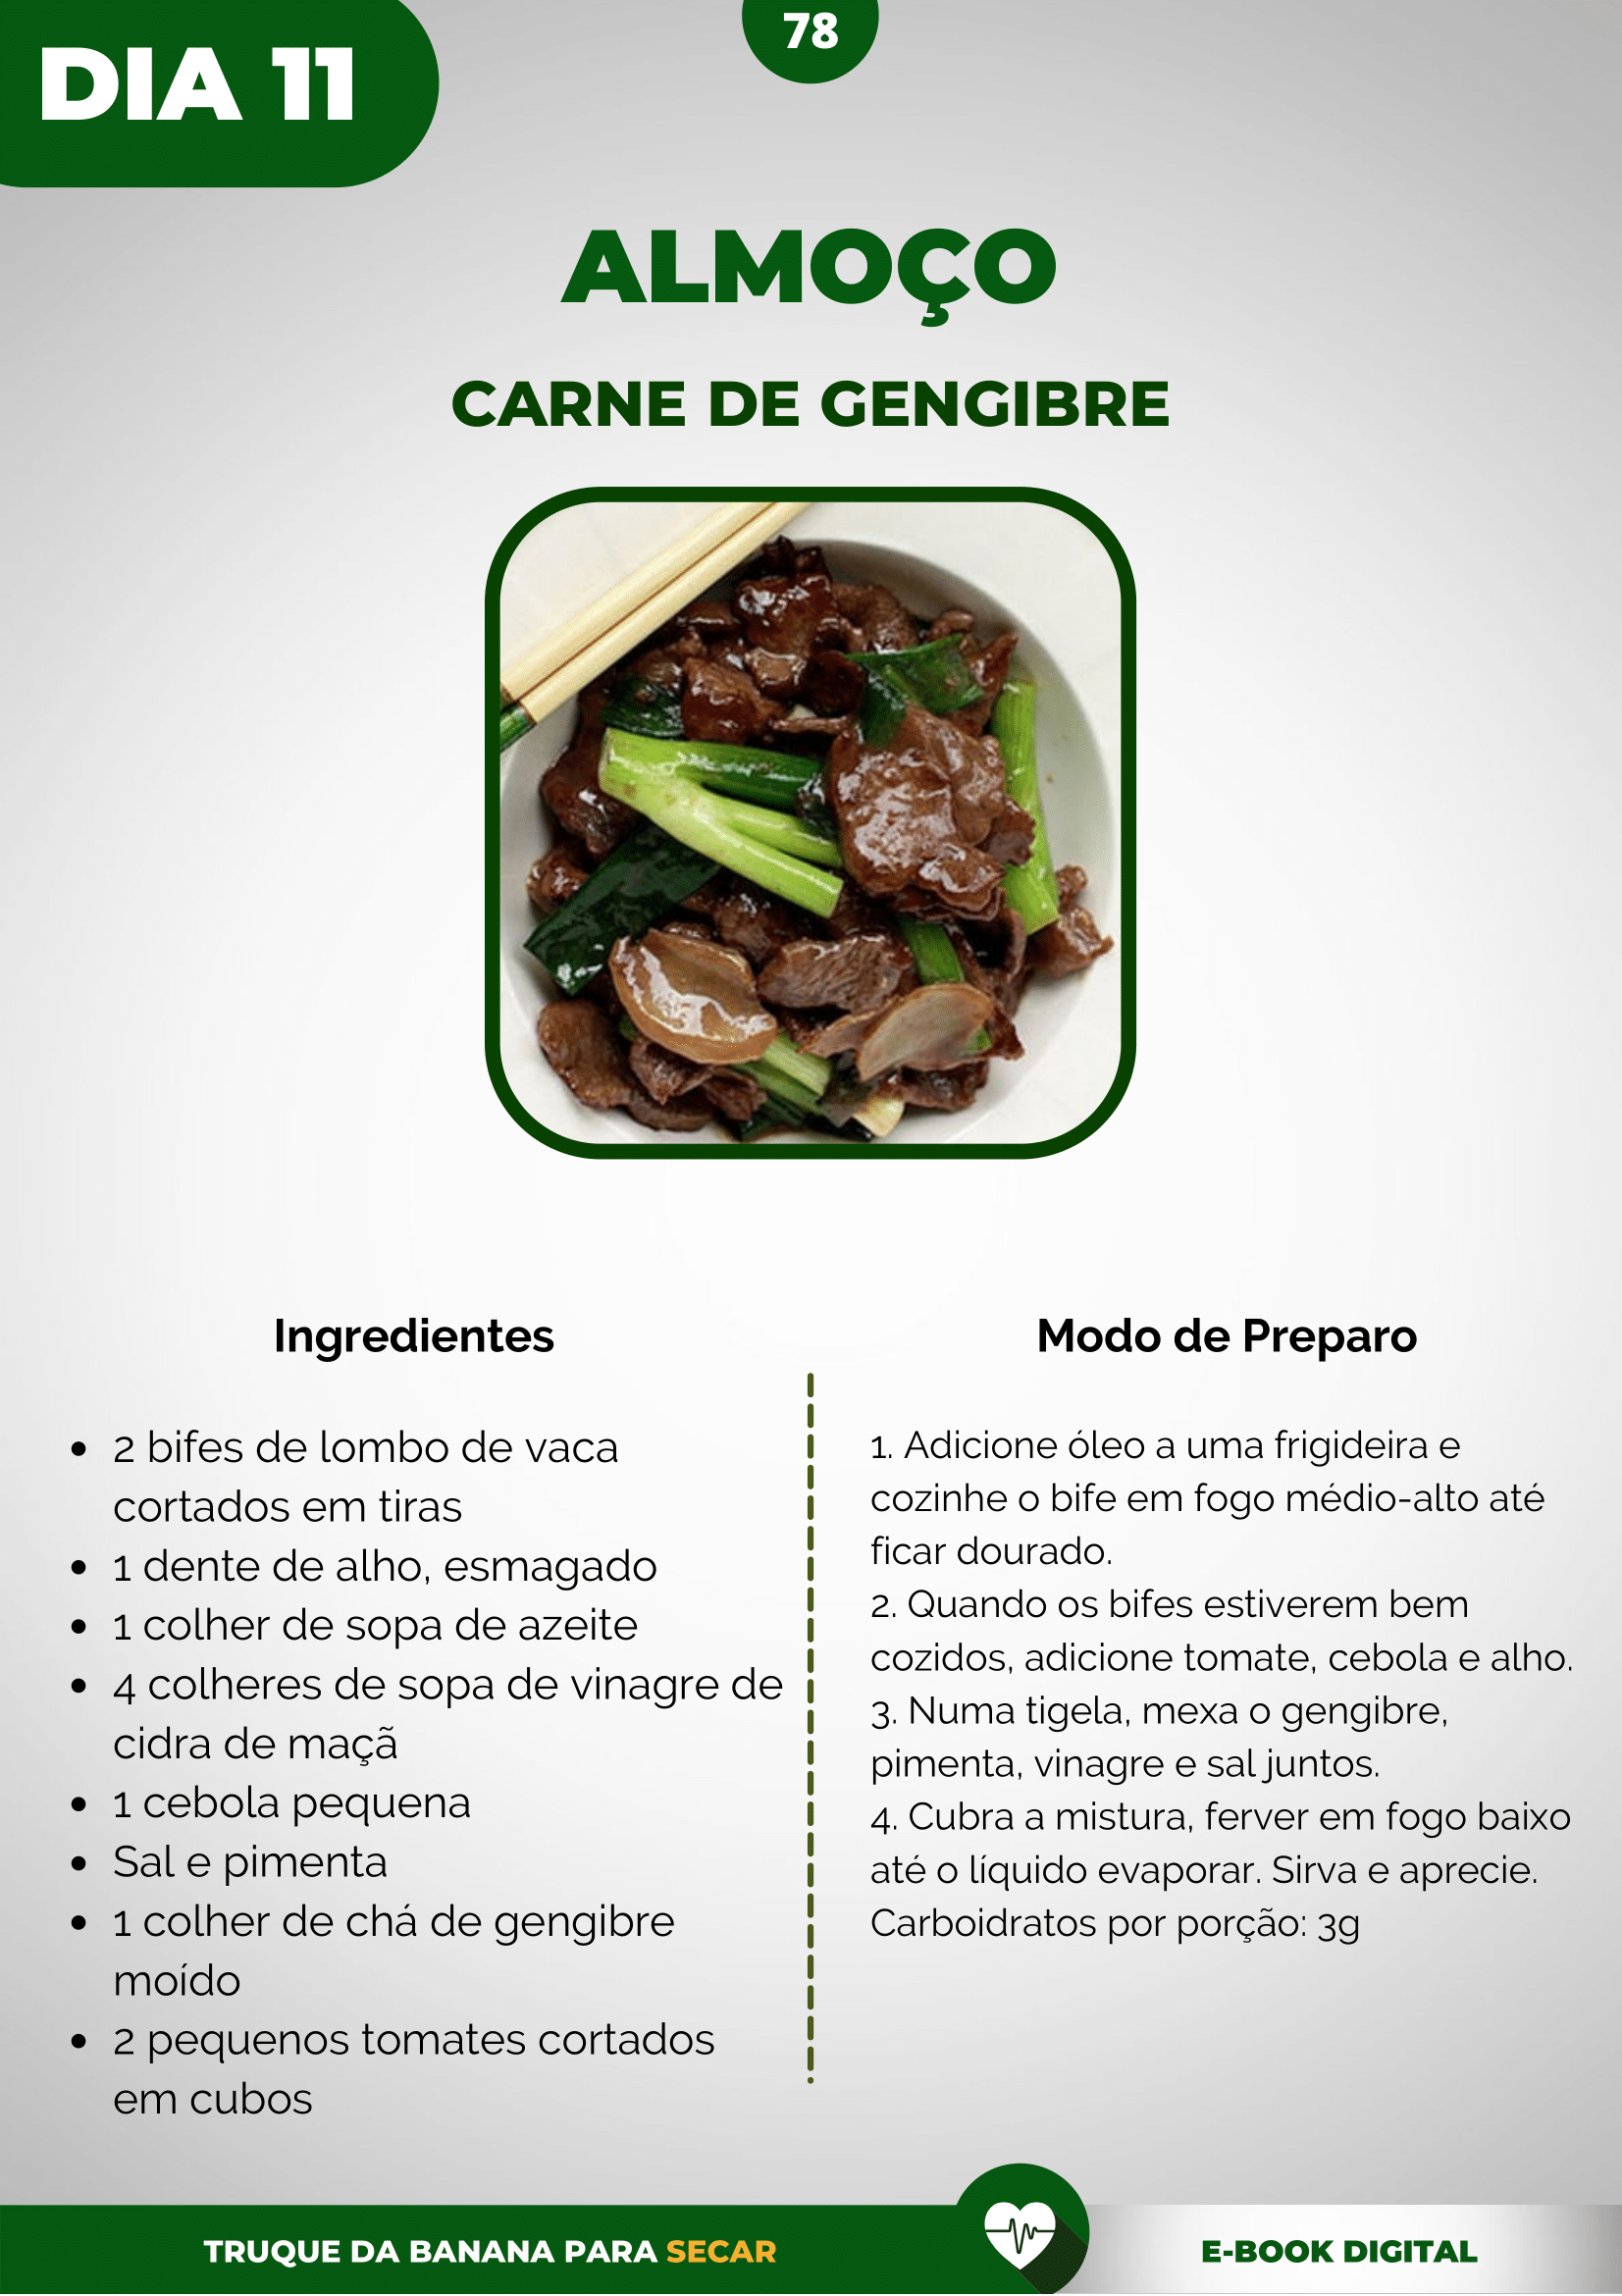 DIA 11
78
ALMOÇO
CARNE DE GENGIBRE
Ingredientes
• 2 bifes de lombo de vaca
cortados em tiras
• 1 dente de alho, esmagado
• 1 colher de sopa de azeite
• 4 colheres de sopa de vinagre de
cidra de maçã
• 1 cebola pequena
• Sal e pimenta
• 1 colher de chá de gengibre
moído
• 2 pequenos tomates cortados
em cubos
Modo de Preparo
1. Adicione óleo a uma frigideira e
cozinhe o bife em fogo médio-alto até
ficar dourado.
2. Quando os bifes estiverem bem
cozidos, adicione tomate, cebola e alho.
3. Numa tigela, mexa o gengibre,
pimenta, vinagre e sal juntos.
4. Cubra a mistura, ferver em fogo baixo
até o líquido evaporar. Sirva e aprecie.
Carboidratos por porção: 3g
TRUQUE DA BANANA PARA SECAR
E-BOOK DIGITAL